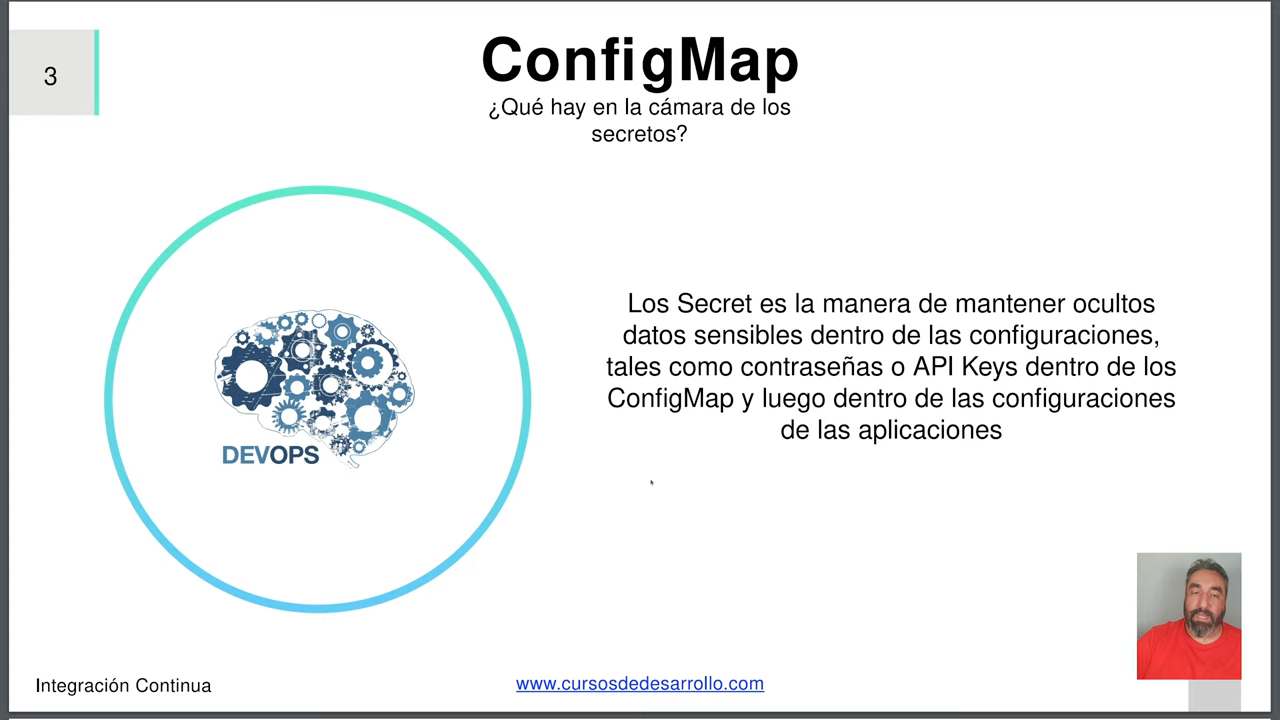 3
ConfigMap
¿Qué hay en la cámara de los
secretos?
Los Secret es la manera de mantener ocultos
datos sensibles dentro de las configuraciones,
tales como contraseñas o API Keys dentro de los
ConfigMap y luego dentro de las configuraciones
de las aplicaciones
DEVOPS
Integración Continua
www.cursosdedesarrollo.com